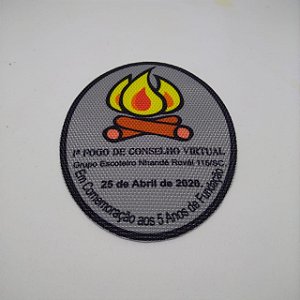 1º FOGO DE CONSELHO VIRTUAL
Grupo Escoteiro Nhandé Rovái 116/SC
25 de Abril de 2020
Em Comemoração aos 5 Anos de Fundação